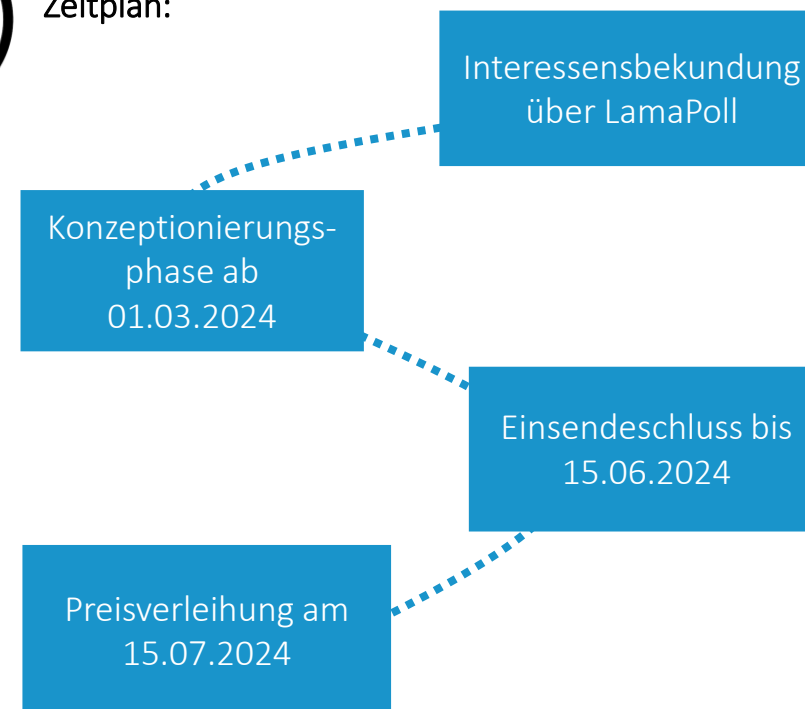 Zeitplan:
Interessensbekundung
über LamaPoll
Konzeptionierungs-
phase ab
01.03.2024
Einsendeschluss bis
15.06.2024
Preisverleihung am
15.07.2024